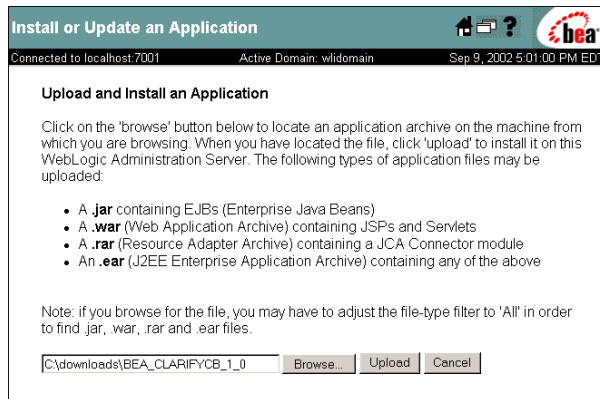 Install or Update an Application
? bea
Connected to localhost:7001 Active Domain: wlidomain Sep 9, 2002 5:01:00 PM EDT
Upload and Install an Application
Click on the 'browse' button below to locate an application archive on the machine from
which you are browsing. When you have located the file, click 'upload' to install it on this
WebLogic Administration Server. The following types of application files may be
uploaded:
• A .jar containing EJBs (Enterprise Java Beans)
• A .war (Web Application Archive) containing JSPs and Servlets
• A .rar (Resource Adapter Archive) containing a JCA Connector module
• An .ear (J2EE Enterprise Application Archive) containing any of the above
Note: if you browse for the file, you may have to adjust the file-type filter to 'All' in order
to find .jar, .war, .rar and .ear files.
C:\downloads\BEA_CLARIFYCB_1_0 Browse... Upload Cancel